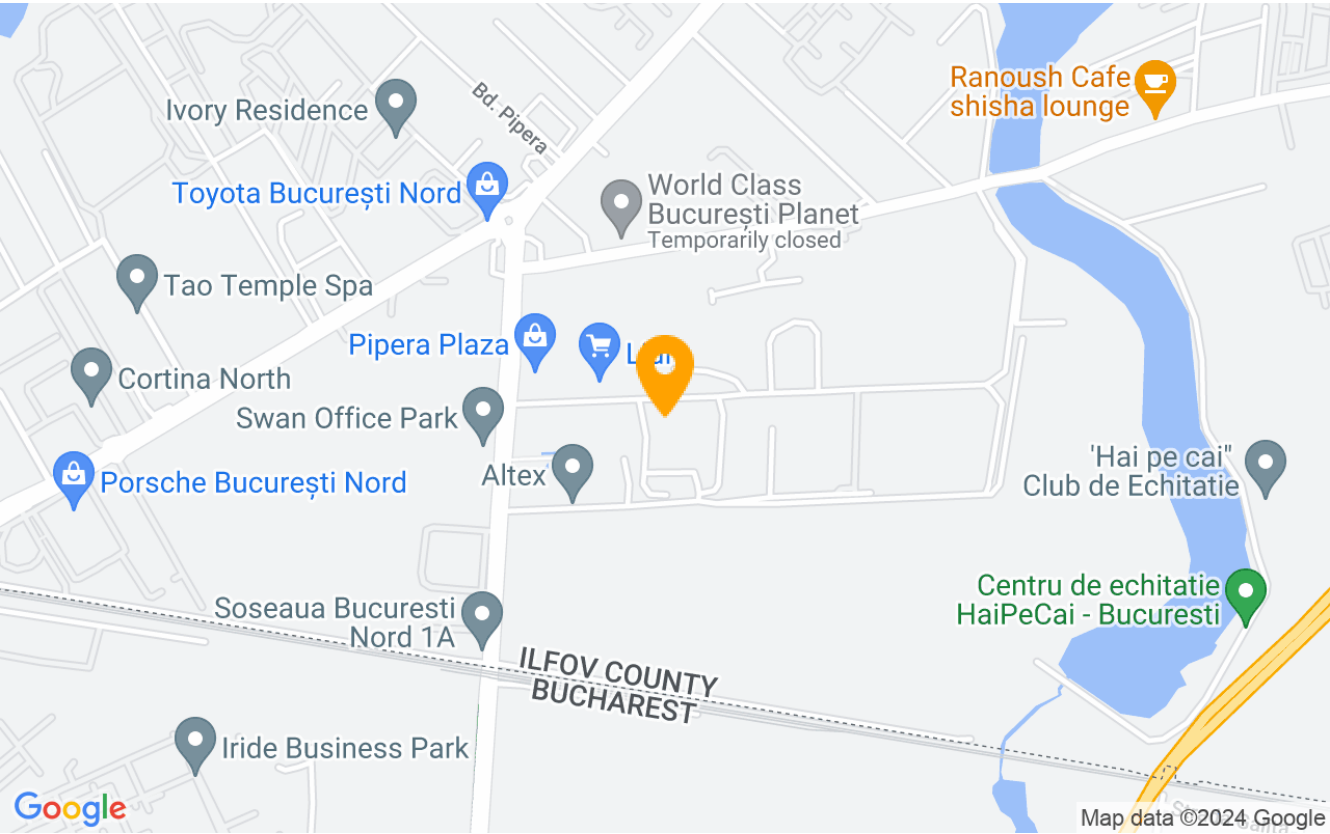 Ranoush Cafe
shisha lounge
Bd. Pipera
Ivory Residence
Toyota București Nord
World Class
București Planet
Temporarily closed
Tao Temple Spa
Pipera Plaza
Cortina North
Swan Office Park
Altex
Porsche București Nord
'Hai pe cai"
Club de Echitatie
Centru de echitatie
HaiPeCai - Bucuresti
Soseaua Bucuresti
Nord 1A
ILFOV COUNTY
BUCHAREST
Iride Business Park
Google
Map data ©2024 Google